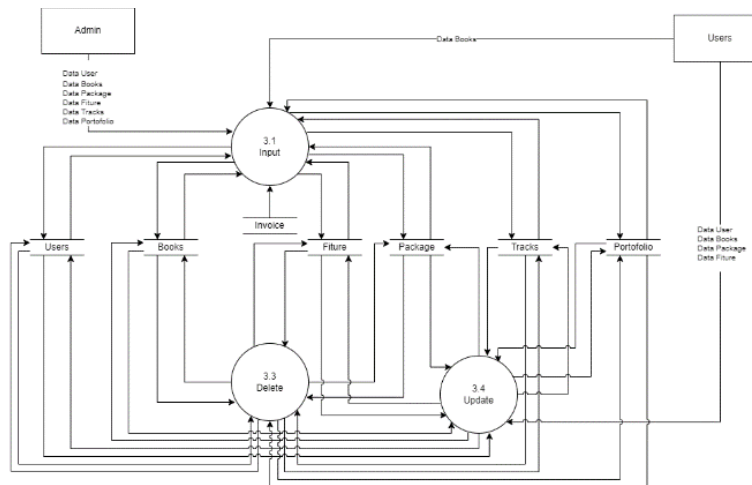 Admin
Users
Data Books
Data User
Data Books
Data Package
Data Fiture
Data Tracks
Data Portofolio
3.1
Input
Invoice
Users
Books
Fiture
Package
Tracks
Portofolio
Data User
Data Books
Data Package
Data Fiture
3.3
Delete
3.4
Update